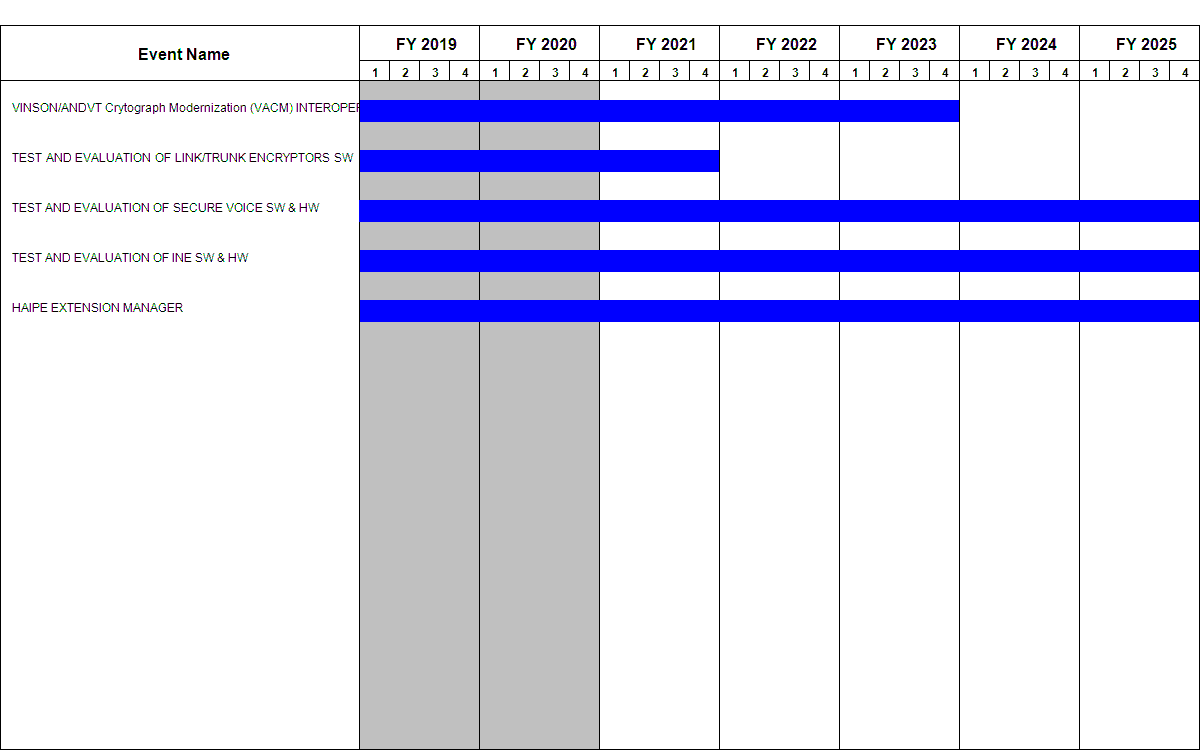 Event Name
FY 2019 FY 2020 FY 2021 FY 2022 FY 2023 FY 2024 FY 2025
1 2 3 4 1 2 3 4 1 2 3 4 1 2 3 4 1 2 3 4 1 2 3 4 1 2 3 4
VINSON/ANDVT Crytograph Modernization (VACM) INTEROPER
TEST AND EVALUATION OF LINK/TRUNK ENCRYPTORS SW
TEST AND EVALUATION OF SECURE VOICE SW & HW
TEST AND EVALUATION OF INE SW & HW
HAIPE EXTENSION MANAGER